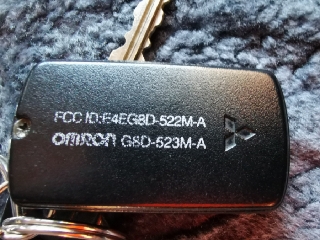 FCC ID:E4EG8D-522M-A
OMRON G8D-523M-A